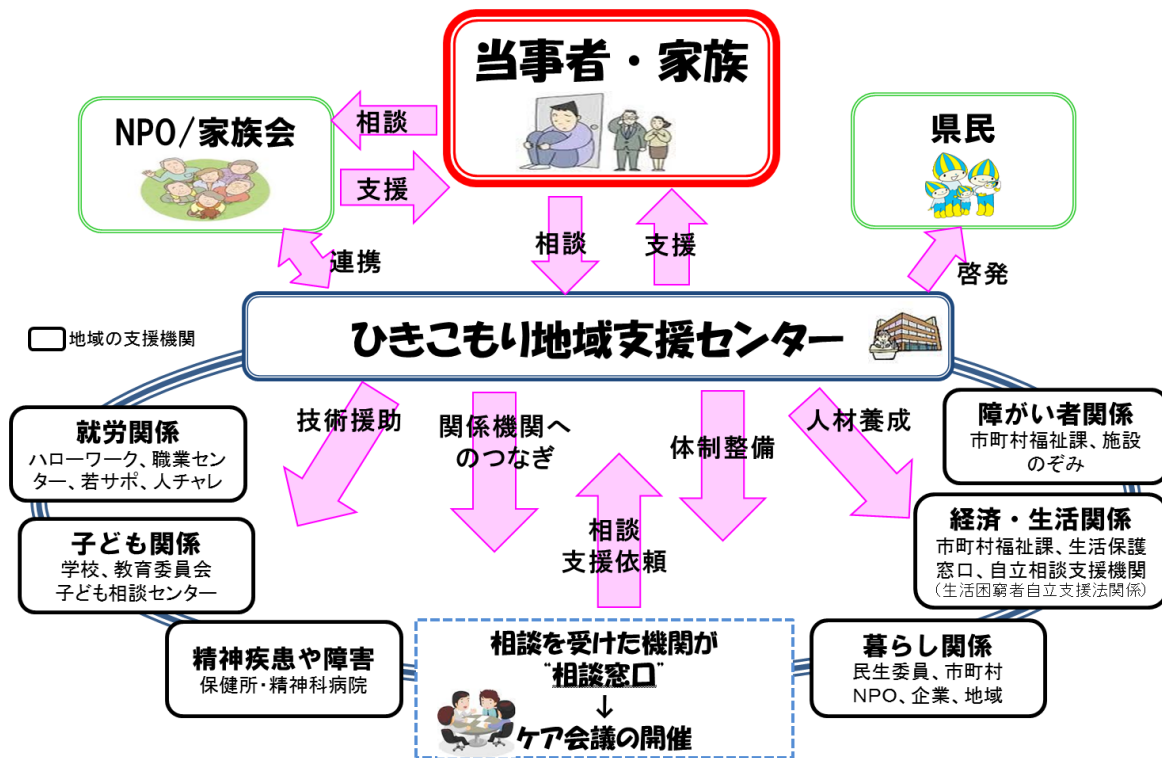 当事者・家族
NPO/家族会
相談
支援
県民
連携
相談
支援
啓発
ひきこもり地域支援センター
地域の支援機関
技術援助
関係機関へ
のつなぎ
相談
支援依頼
体制整備
人材養成
就労関係
ハローワーク、職業セン
ター、若サポ、人チャレ
子ども関係
学校、教育委員会
子ども相談センター
精神疾患や障害
保健所・精神科病院
相談を受けた機関が
“相談窓口”
↓
ケア会議の開催
障がい者関係
市町村福祉課、施設
のぞみ
経済・生活関係
市町村福祉課、生活保護
窓口、自立相談支援機関
(生活困窮者自立支援法関係)
暮らし関係
民生委員、市町村
NPO、企業、地域